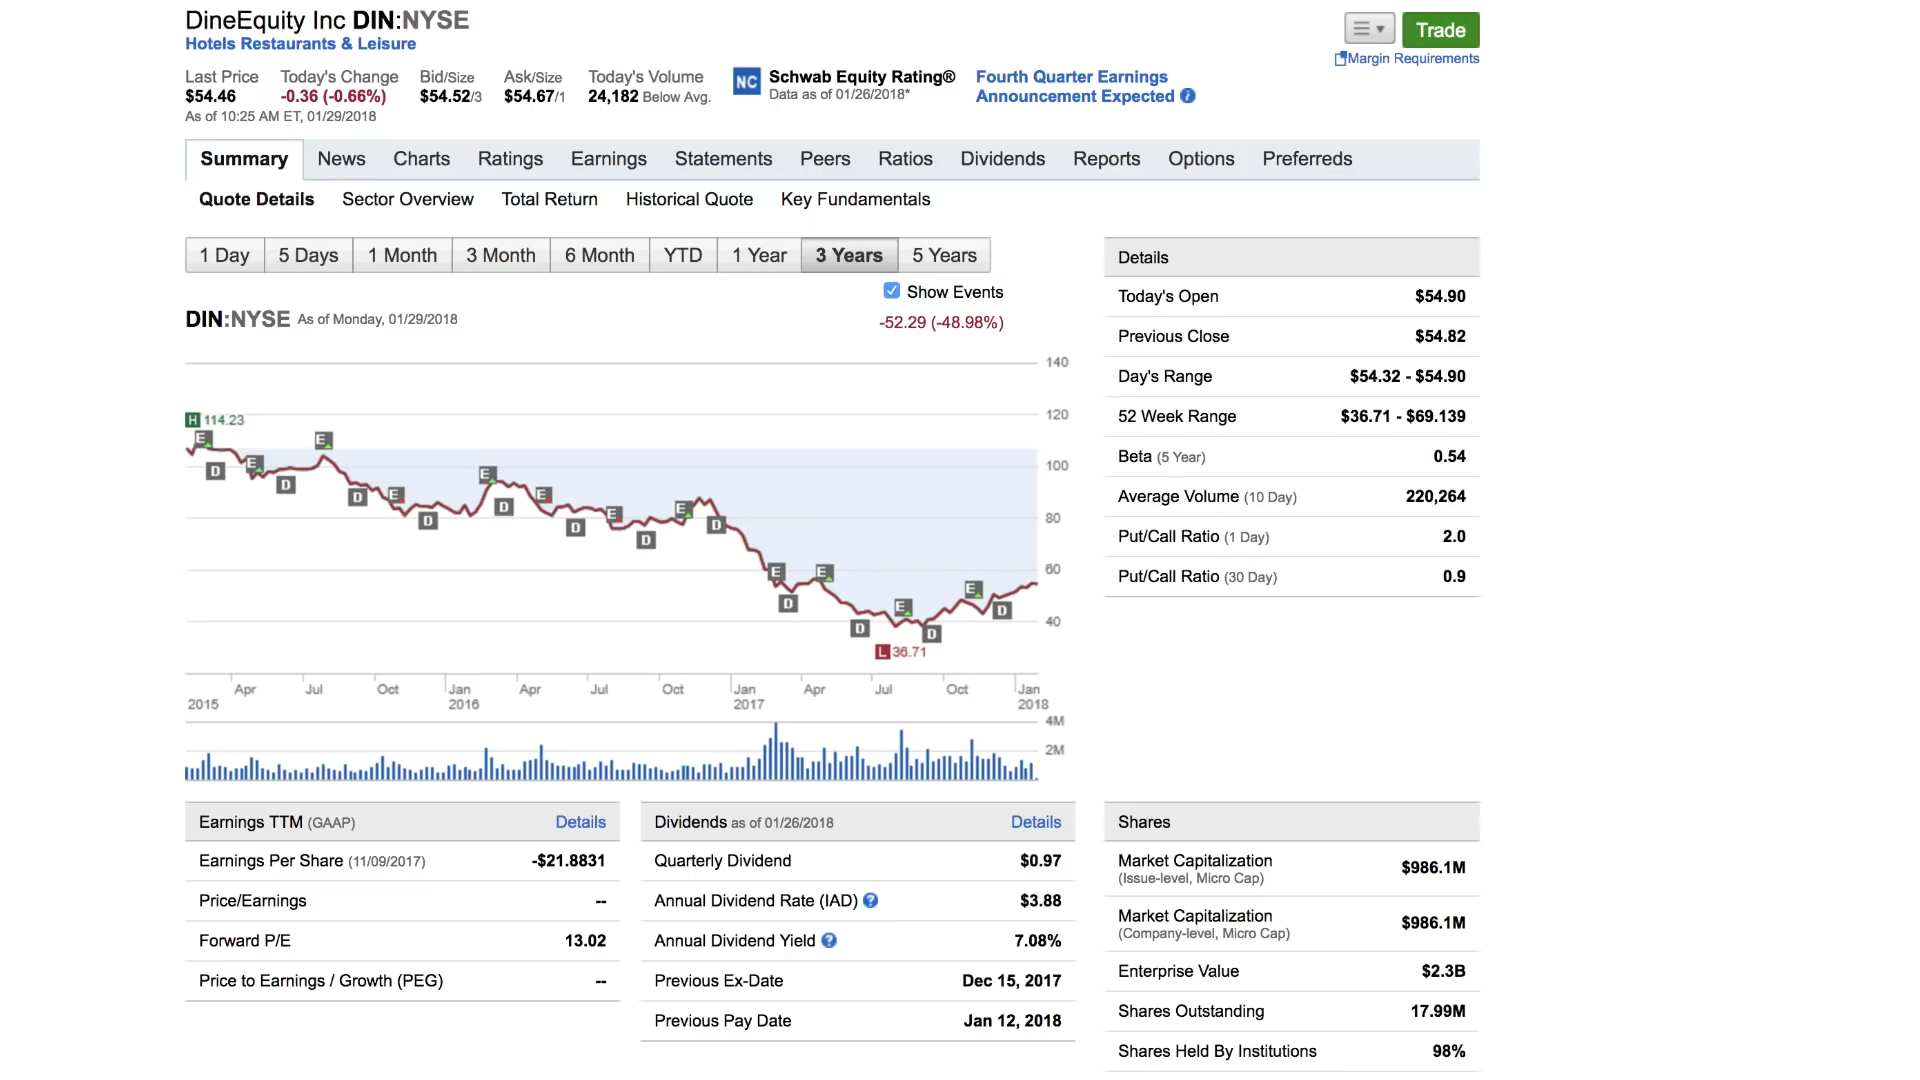 DineEquity Inc DIN:NYSE
Hotels Restaurants & Leisure
Trade
Margin Requirements
Last Price Today's Change Bid/Size Ask/Size Today's Volume
$54.46 -0.36 (-0.66%) $54.52/3 $54.67/1 24,182 Below Avg.
As of 10:25 AM ET, 01/29/2018
NC Schwab Equity Rating®
Data as of 01/26/2018*
Fourth Quarter Earnings
Announcement Expected
Summary News Charts Ratings Earnings Statements Peers Ratios Dividends Reports Options Preferreds
Quote Details Sector Overview Total Return Historical Quote Key Fundamentals
1 Day 5 Days 1 Month 3 Month 6 Month YTD 1 Year 3 Years 5 Years
Show Events
DIN:NYSE As of Monday, 01/29/2018
-52.29 (-48.98%)
140
120
100
80
60
40
H 114.23
E E E E E E E E E E E E
D D D D D D D D D D D D
L 36.71
Apr Jul Oct Jan Apr Jul Oct Jan Apr Jul Oct Jan
2015 2016 2017 2018
4M
2M
Details
Today's Open $54.90
Previous Close $54.82
Day's Range $54.32 - $54.90
52 Week Range $36.71 - $69.139
Beta (5 Year) 0.54
Average Volume (10 Day) 220,264
Put/Call Ratio (1 Day) 2.0
Put/Call Ratio (30 Day) 0.9
Earnings TTM (GAAP) Details
Earnings Per Share (11/09/2017) -$21.8831
Price/Earnings --
Forward P/E 13.02
Price to Earnings / Growth (PEG) --
Dividends as of 01/26/2018 Details
Quarterly Dividend $0.97
Annual Dividend Rate (IAD) $3.88
Annual Dividend Yield 7.08%
Previous Ex-Date Dec 15, 2017
Previous Pay Date Jan 12, 2018
Shares
Market Capitalization $986.1M
(Issue-level, Micro Cap)
Market Capitalization $986.1M
(Company-level, Micro Cap)
Enterprise Value $2.3B
Shares Outstanding 17.99M
Shares Held By Institutions 98%